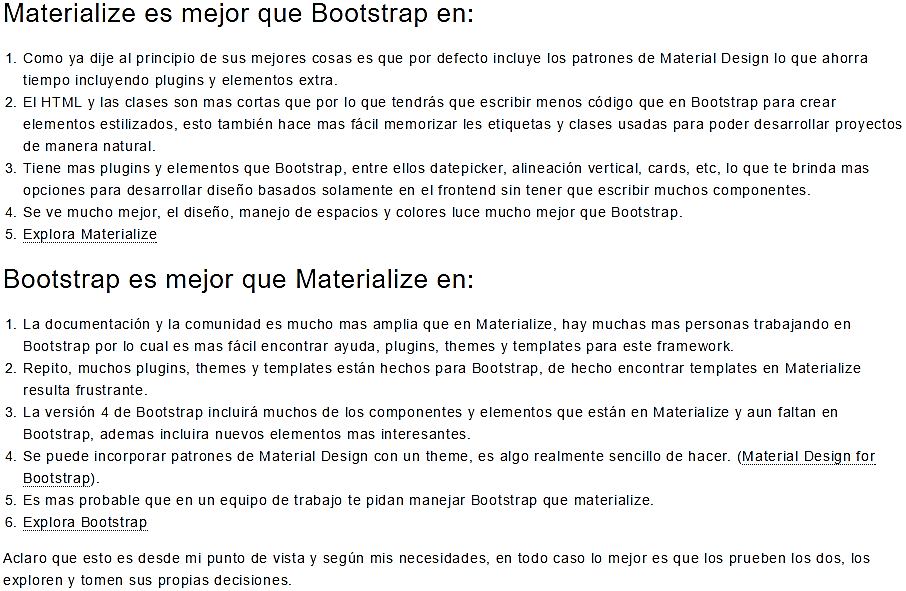 Materialize es mejor que Bootstrap en:
1. Como ya dije al principio de sus mejores cosas es que por defecto incluye los patrones de Material Design lo que ahorra
tiempo incluyendo plugins y elementos extra.
2. El HTML y las clases son mas cortas que por lo que tendrás que escribir menos código que en Bootstrap para crear
elementos estilizados, esto también hace mas fácil memorizar les etiquetas y clases usadas para poder desarrollar proyectos
de manera natural.
3. Tiene mas plugins y elementos que Bootstrap, entre ellos datepicker, alineación vertical, cards, etc, lo que te brinda mas
opciones para desarrollar diseño basados solamente en el frontend sin tener que escribir muchos componentes.
4. Se ve mucho mejor, el diseño, manejo de espacios y colores luce mucho mejor que Bootstrap.
5. Explora Materialize
Bootstrap es mejor que Materialize en:
1. La documentación y la comunidad es mucho mas amplia que en Materialize, hay muchas mas personas trabajando en
Bootstrap por lo cual es mas fácil encontrar ayuda, plugins, themes y templates para este framework.
2. Repito, muchos plugins, themes y templates están hechos para Bootstrap, de hecho encontrar templates en Materialize
resulta frustrante.
3. La versión 4 de Bootstrap incluirá muchos de los componentes y elementos que están en Materialize y aun faltan en
Bootstrap, ademas incluira nuevos elementos mas interesantes.
4. Se puede incorporar patrones de Material Design con un theme, es algo realmente sencillo de hacer. (Material Design for
Bootstrap).
5. Es mas probable que en un equipo de trabajo te pidan manejar Bootstrap que materialize.
6. Explora Bootstrap
Aclaro que esto es desde mi punto de vista y según mis necesidades, en todo caso lo mejor es que los prueben los dos, los
exploren y tomen sus propias decisiones.